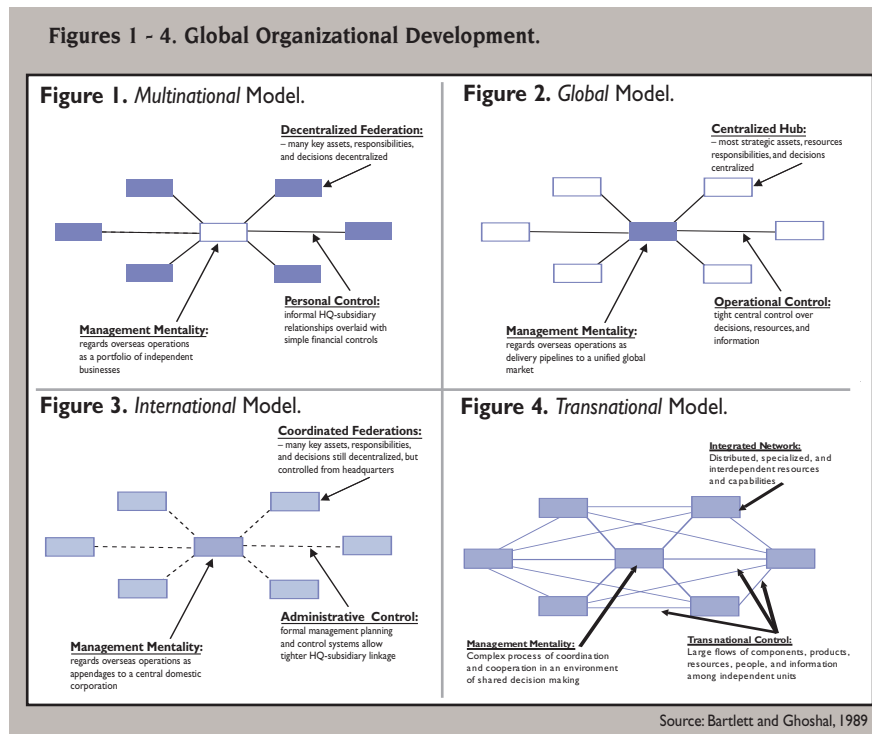 Figures 1 - 4. Global Organizational Development.
Figure 1. Multinational Model.
Decentralized Federation:
– many key assets, responsibilities,
and decisions decentralized
Personal Control:
informal HQ-subsidiary
relationships overlaid with
simple financial controls
Management Mentality:
regards overseas operations
as a portfolio of independent
businesses
Figure 2. Global Model.
Centralized Hub:
– most strategic assets, resources
responsibilities, and decisions
centralized
Operational Control:
tight central control over
decisions, resources, and
information
Management Mentality:
regards overseas operations as
delivery pipelines to a unified global
market
Figure 3. International Model.
Coordinated Federations:
– many key assets, responsibilities,
and decisions still decentralized, but
controlled from headquarters
Administrative Control:
formal management planning
and control systems allow
tighter HQ-subsidiary linkage
Management Mentality:
regards overseas operations as
appendages to a central domestic
corporation
Figure 4. Transnational Model.
Integrated Network:
Distributed, specialized, and
interdependent resources
and capabilities
Management Mentality:
Complex process of coordination
and cooperation in an environment
of shared decision making
Transnational Control:
Large flows of components, products,
resources, people, and information
among independent units
Source: Bartlett and Ghoshal, 1989